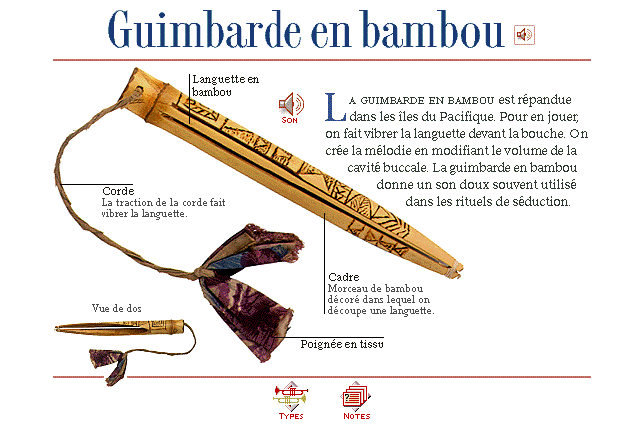 Guimbarde en bambou
Languette en
bambou
SON
LA GUIMBARDE EN BAMBOU est répandue
dans les îles du Pacifique. Pour en jouer,
on fait vibrer la languette devant la bouche. On
crée la mélodie en modifiant le volume de la
cavité buccale. La guimbarde en bambou
donne un son doux souvent utilisé
dans les rituels de séduction.
Corde
La traction de la corde fait
vibrer la languette.
Cadre
Morceau de bambou
décoré dans lequel on
découpe une languette.
Vue de dos
Poignée en tissu
TYPES
NOTES